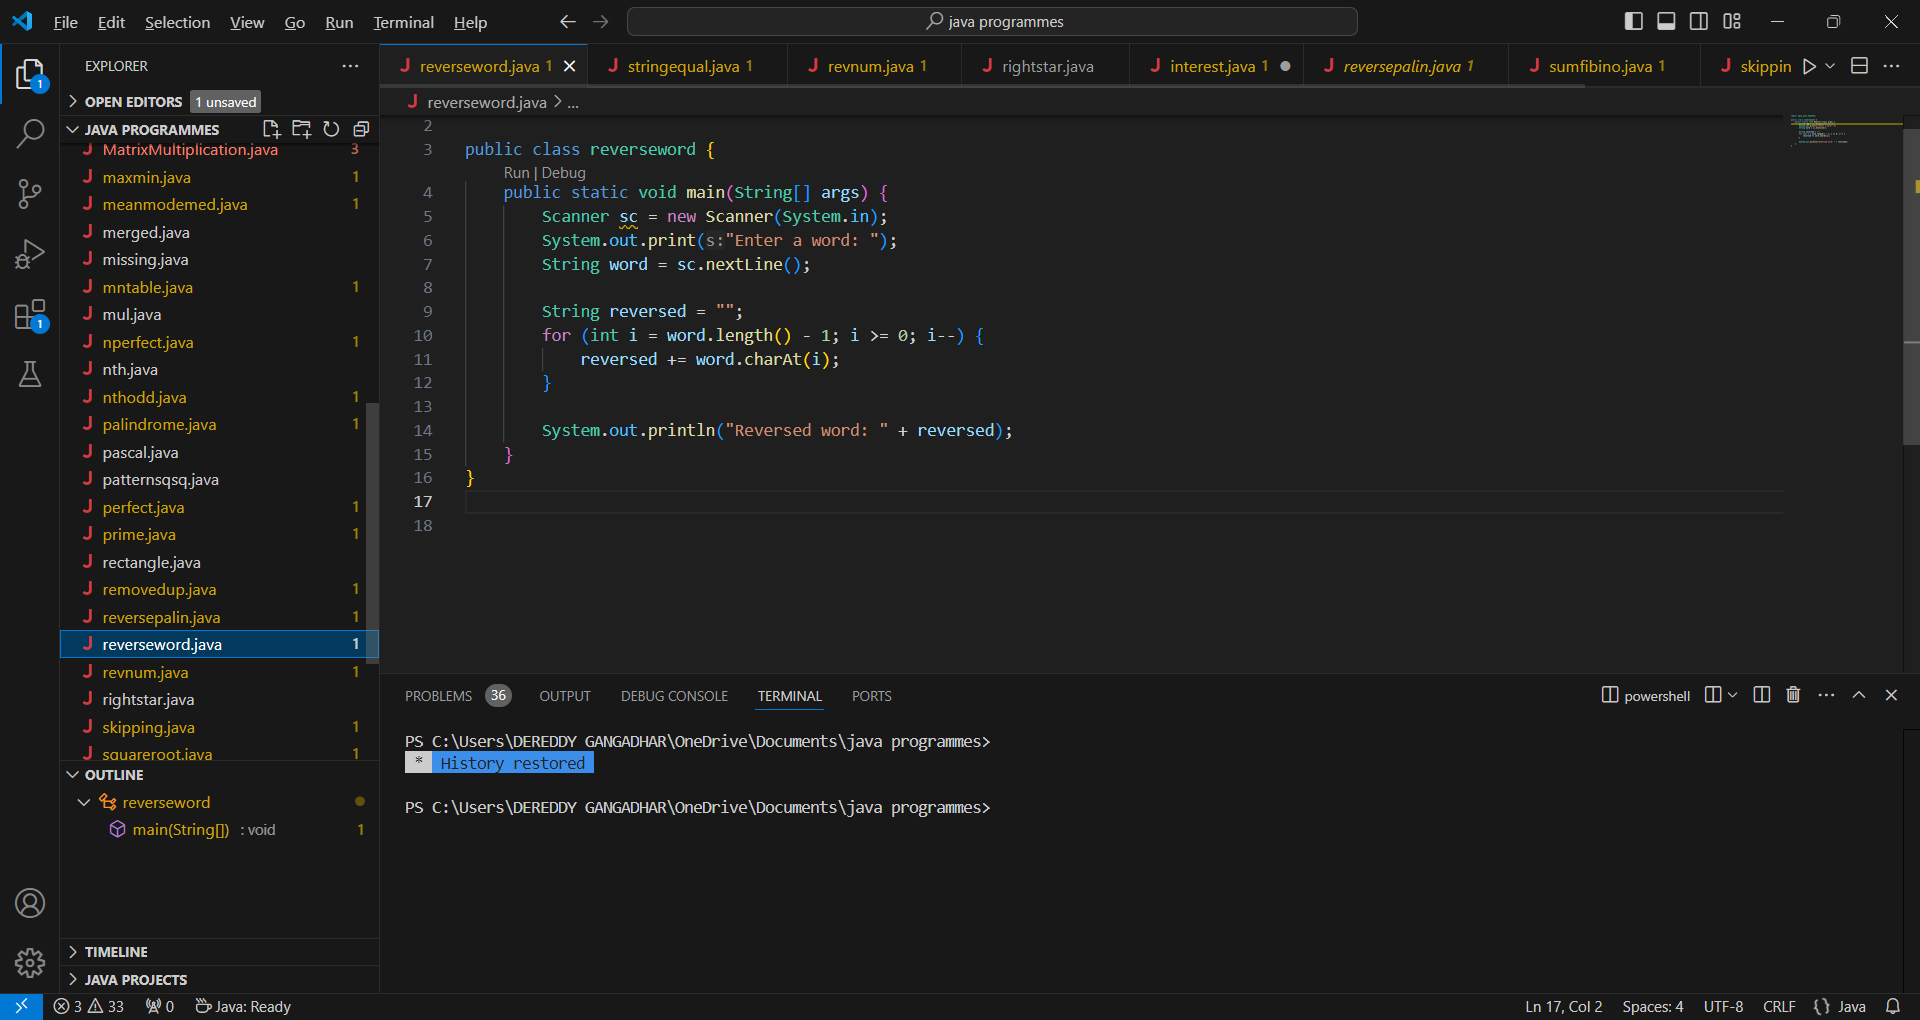 File Edit Selection View Go Run Terminal Help java programmes
EXPLORER
OPEN EDITORS 1 unsaved
JAVA PROGRAMMES
MatrixMultiplication.java 3
maxmin.java 1
meanmodemed.java 1
merged.java
missing.java
mntable.java 1
mul.java
nperfect.java 1
nth.java
nthodd.java 1
palindrome.java 1
pascal.java
patternsqsq.java
perfect.java 1
prime.java 1
rectangle.java
removedup.java 1
reversepalin.java 1
reverseword.java 1
revnum.java 1
rightstar.java
skipping.java 1
squareroot.java 1
OUTLINE
reverseword
main(String[]) : void 1
TIMELINE
JAVA PROJECTS
1
1
reverseword.java 1 stringequal.java 1 revnum.java 1 rightstar.java interest.java 1 reversepalin.java 1 sumfibino.java 1 skippin
reverseword.java > ...
2
3 public class reverseword {
Run | Debug
4 public static void main(String[] args) {
5 Scanner sc = new Scanner(System.in);
6 System.out.print(s:"Enter a word: ");
7 String word = sc.nextLine();
8
9 String reversed = "";
10 for (int i = word.length() - 1; i >= 0; i--) {
11 reversed += word.charAt(i);
12 }
13
14 System.out.println("Reversed word: " + reversed);
15 }
16 }
17
18
PROBLEMS 36 OUTPUT DEBUG CONSOLE TERMINAL PORTS powershell
PS C:\Users\DEREDDY GANGADHAR\OneDrive\Documents\java programmes>
* History restored
PS C:\Users\DEREDDY GANGADHAR\OneDrive\Documents\java programmes>
3 33 0 Java: Ready Ln 17, Col 2 Spaces: 4 UTF-8 CRLF {} Java